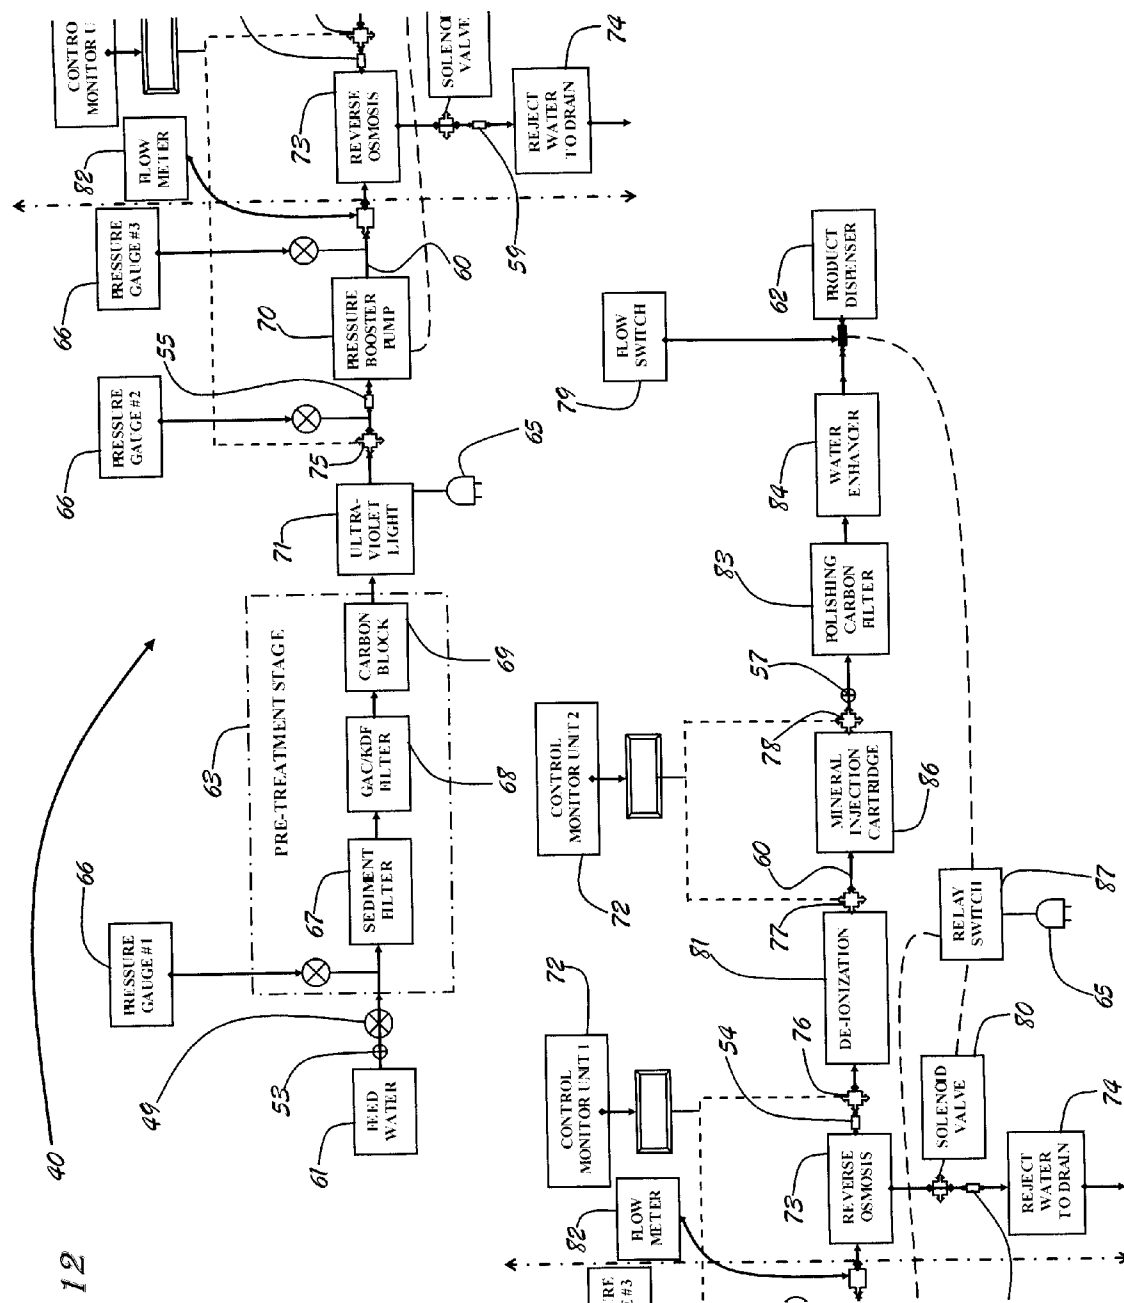 12
40
61
FEED
WATER
53
49
PRESSURE
GAUGE #1
66
63
PRE-TREATMENT STAGE
67
SEDIMENT
FILTER
GAC/KDF
FILTER
68
CARBON
BLOCK
69
71
ULTRA-
VIOLET
LIGHT
65
75
PRESSURE
GAUGE #2
66
55
70
PRESSURE
BOOSTER
PUMP
60
PRESSURE
GAUGE #3
66
82
FLOW
METER
73
REVERSE
OSMOSIS
59
REJECT
WATER
TO DRAIN
74
SOLENO
VALVE
CONTRO
MONITOR U
RE
#3
82
FLOW
METER
73
REVERSE
OSMOSIS
REJECT
WATER
TO DRAIN
74
SOLENOID
VALVE
80
CONTROL
MONITOR UNIT 1
72
54
76
81
DE-IONIZATION
77
60
RELAY
SWITCH
87
65
CONTROL
MONITOR UNIT 2
72
MINERAL
INJECTION
CARTRIDGE
86
78
57
83
POLISHING
CARBON
FILTER
84
WATER
ENHANCER
FLOW
SWITCH
79
62
PRODUCT
DISPENSER